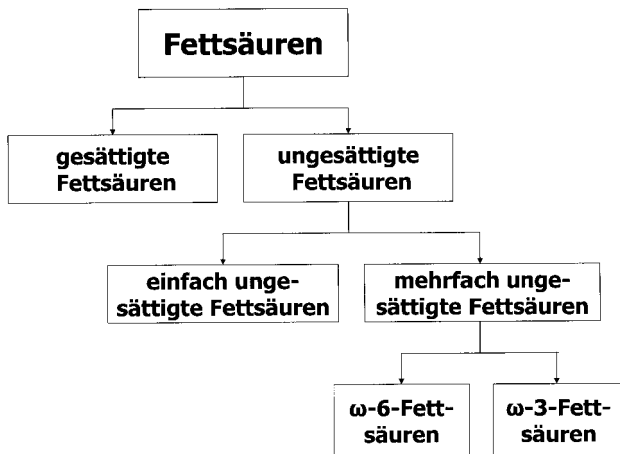 Fettsäuren
gesättigte
Fettsäuren
ungesättigte
Fettsäuren
einfach unge-
sättigte Fettsäuren
mehrfach unge-
sättigte Fettsäuren
ω-6-Fett-
säuren
ω-3-Fett-
säuren